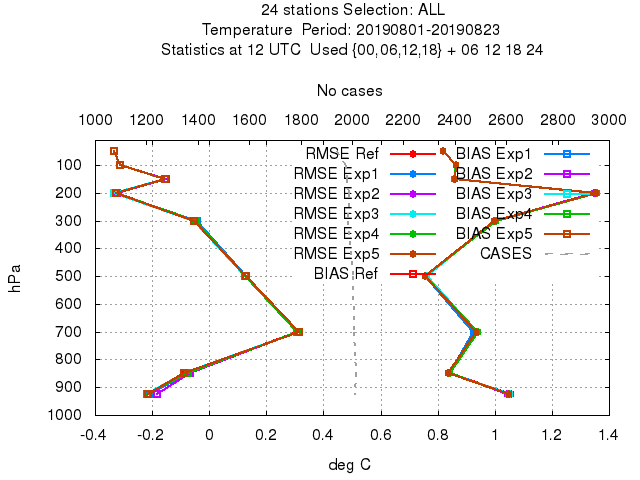 24 stations Selection: ALL
Temperature Period: 20190801-20190823
Statistics at 12 UTC Used {00,06,12,18} + 06 12 18 24
No cases
1000 1200 1400 1600 1800 2000 2200 2400 2600 2800 3000
RMSE Ref
RMSE Exp1
RMSE Exp2
RMSE Exp3
RMSE Exp4
RMSE Exp5
BIAS Ref
BIAS Exp1
BIAS Exp2
BIAS Exp3
BIAS Exp4
BIAS Exp5
CASES
100
200
300
400
500
600
700
800
900
1000
hPa
-0.4 -0.2 0 0.2 0.4 0.6 0.8 1 1.2 1.4
deg C